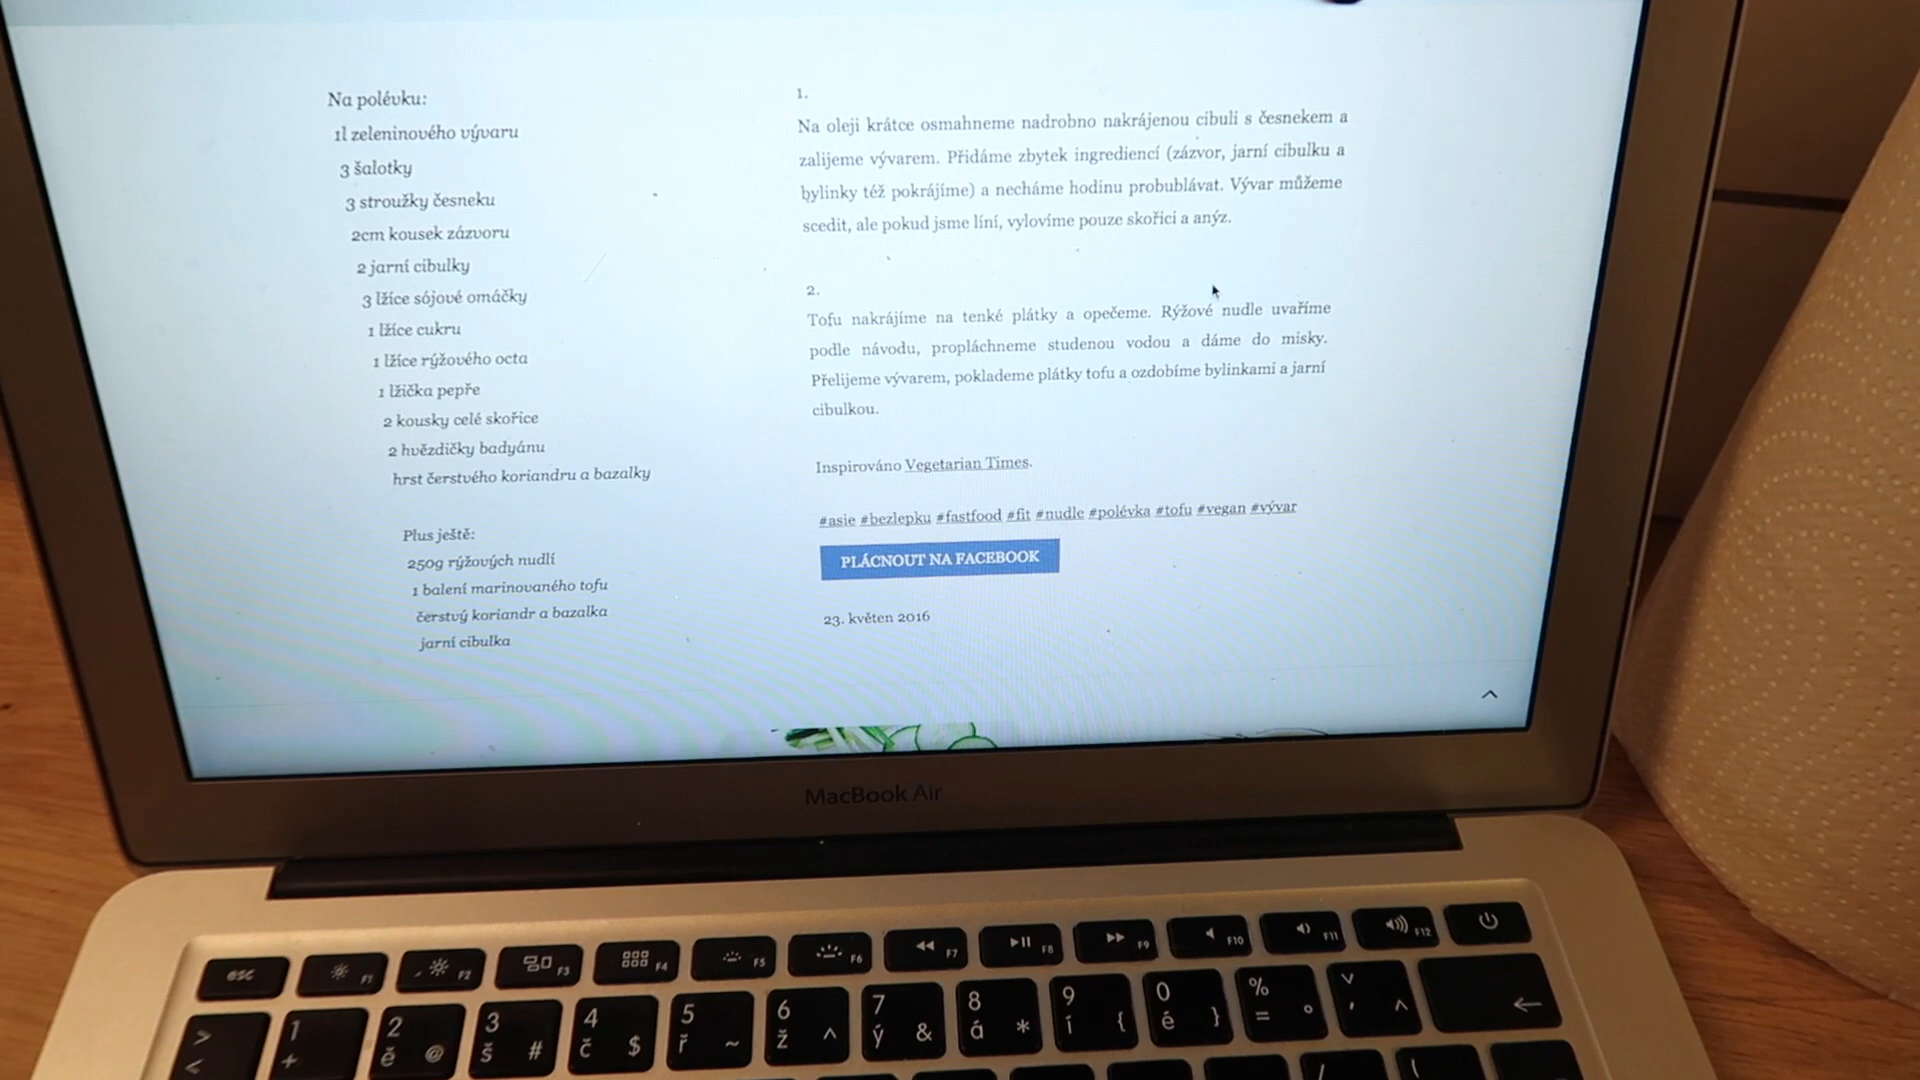 Na polévku:
1l zeleninového vývaru
3 šalotky
3 stroužky česneku
2cm kousek zázvoru
2 jarní cibulky
3 lžíce sójové omáčky
1 lžíce cukru
1 lžíce rýžového octa
1 lžička pepře
2 kousky celé skořice
2 hvězdičky badyánu
hrst čerstvého koriandru a bazalky
Plus ještě:
250g rýžových nudlí
1 balení marinovaného tofu
čerstvý koriandr a bazalka
jarní cibulka
1.
Na oleji krátce osmahneme nadrobno nakrájenou cibuli s česnekem a
zalijeme vývarem. Přidáme zbytek ingrediencí (zázvor, jarní cibulku a
bylinky též pokrájíme) a necháme hodinu probublávat. Vývar můžeme
scedit, ale pokud jsme líní, vylovíme pouze skořici a anýz.
2.
Tofu nakrájíme na tenké plátky a opečeme. Rýžové nudle uvaříme
podle návodu, propláchneme studenou vodou a dáme do misky.
Přelijeme vývarem, poklademe plátky tofu a ozdobíme bylinkami a jarní
cibulkou.
Inspirováno Vegetarian Times.
#asie #bezlepku #fastfood #fit #nudle #polévka #tofu #vegan #vývar
PLÁCNOUT NA FACEBOOK
23. květen 2016
MacBook Air
esc F1 F2 F3 F4 F5 F6 F7 F8 F9 F10 F11 F12
> 1 2 3 4 5 6 7 8 9 0 % ˇ
< + ě @ š # č $ ř ~ ž ^ ý & á * í { é } = ° ' ^
/ (